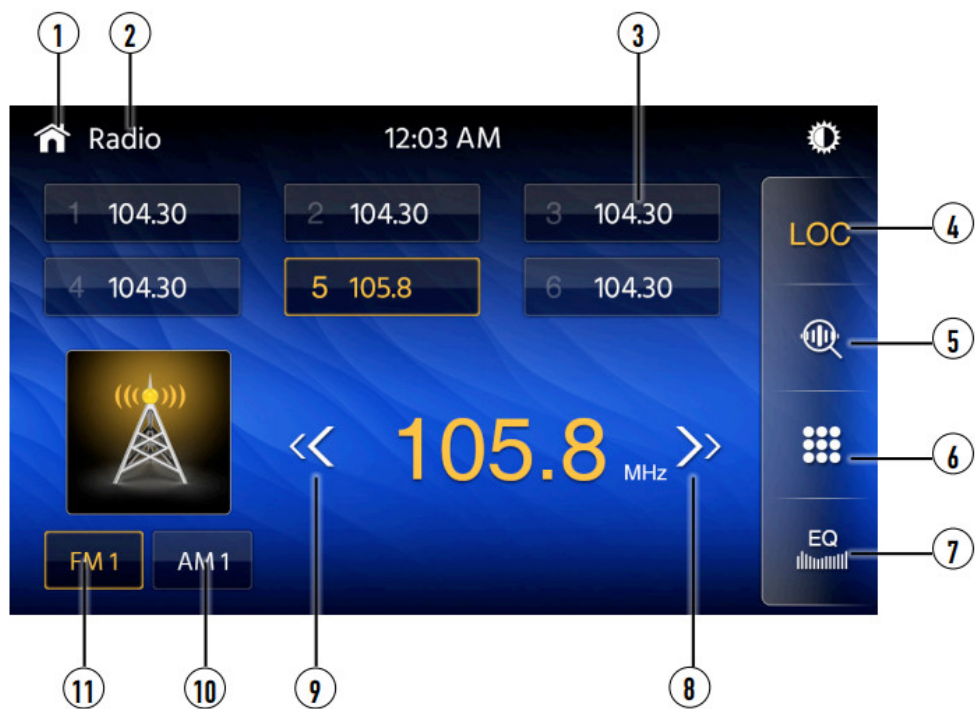 1 2 3
Radio 12:03 AM
1 104.30 2 104.30 3 104.30
4 104.30 5 105.8 6 104.30
LOC 4
5
105.8 MHz
6
EQ 7
FM 1 AM 1
11 10 9 8